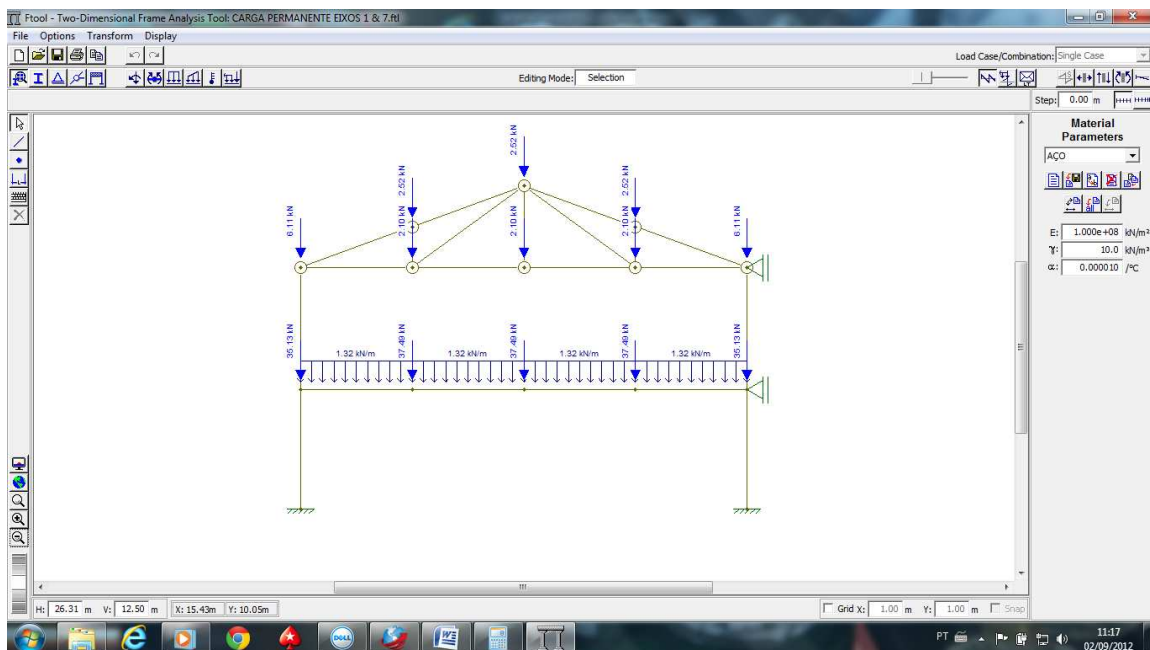 Ftool - Two-Dimensional Frame Analysis Tool: CARGA PERMANENTE EIXOS 1 & 7.ftl
File Options Transform Display
Load Case/Combination: Single Case
Editing Mode: Selection
Step: 0.00 m
Material
Parameters
AÇO
E: 1.000e+08 kN/m²
γ: 10.0 kN/m³
α: 0.000010 /°C
2.52 kN
2.52 kN
2.52 kN
6.11 kN
2.10 kN
2.10 kN
2.10 kN
6.11 kN
35.13 kN
37.49 kN
37.49 kN
37.49 kN
35.13 kN
1.32 kN/m
1.32 kN/m
1.32 kN/m
1.32 kN/m
H: 26.31 m V: 12.50 m X: 15.43m Y: 10.05m
Grid X: 1.00 m Y: 1.00 m Snap
DELL
W
PT
11:17
02/09/2012